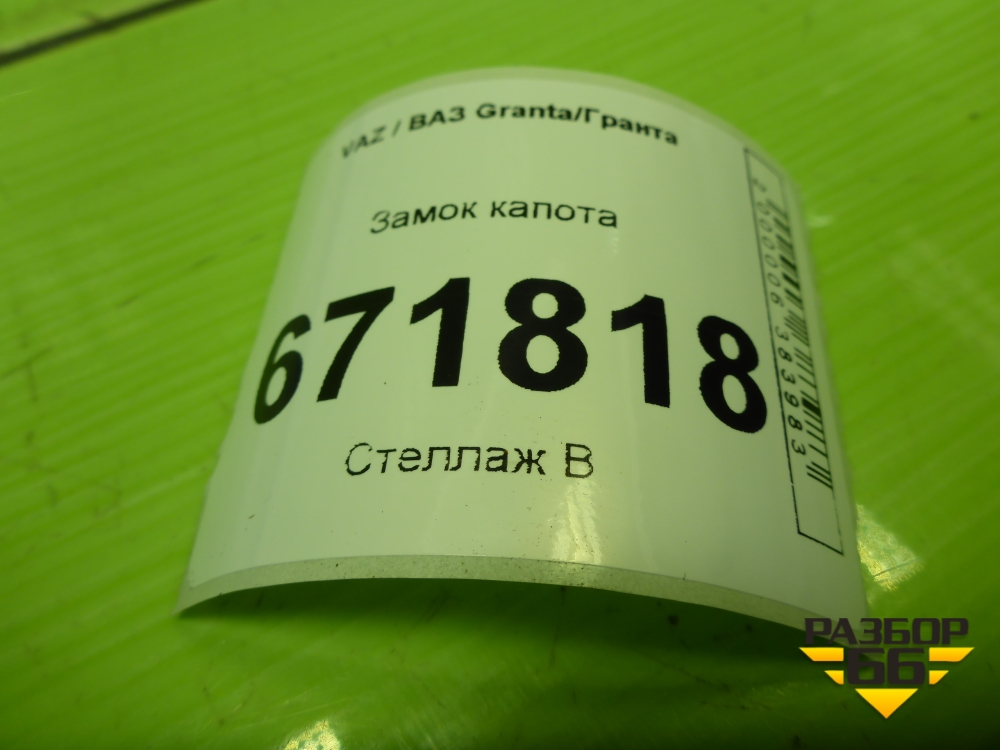 VAZ / ВАЗ Granta/Гранта
Замок капота
671818
Стеллаж В
2000006383983
РАЗБОР
66